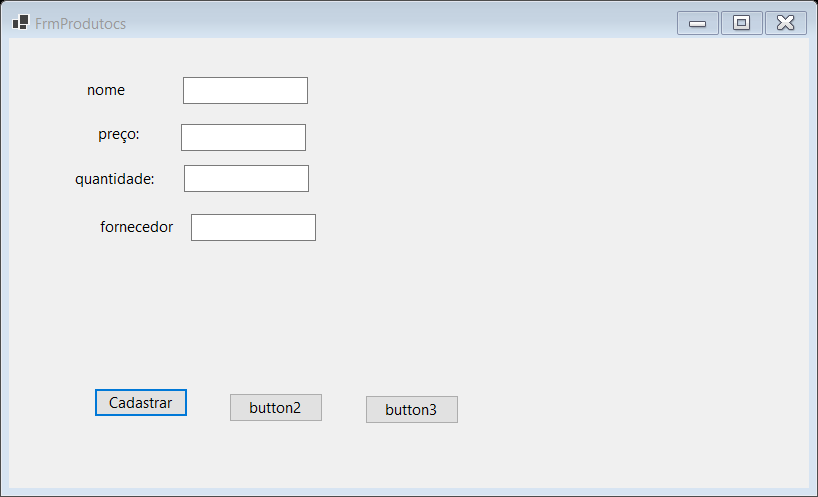 FrmProdutocs
nome
preço:
quantidade:
fornecedor
Cadastrar button2 button3